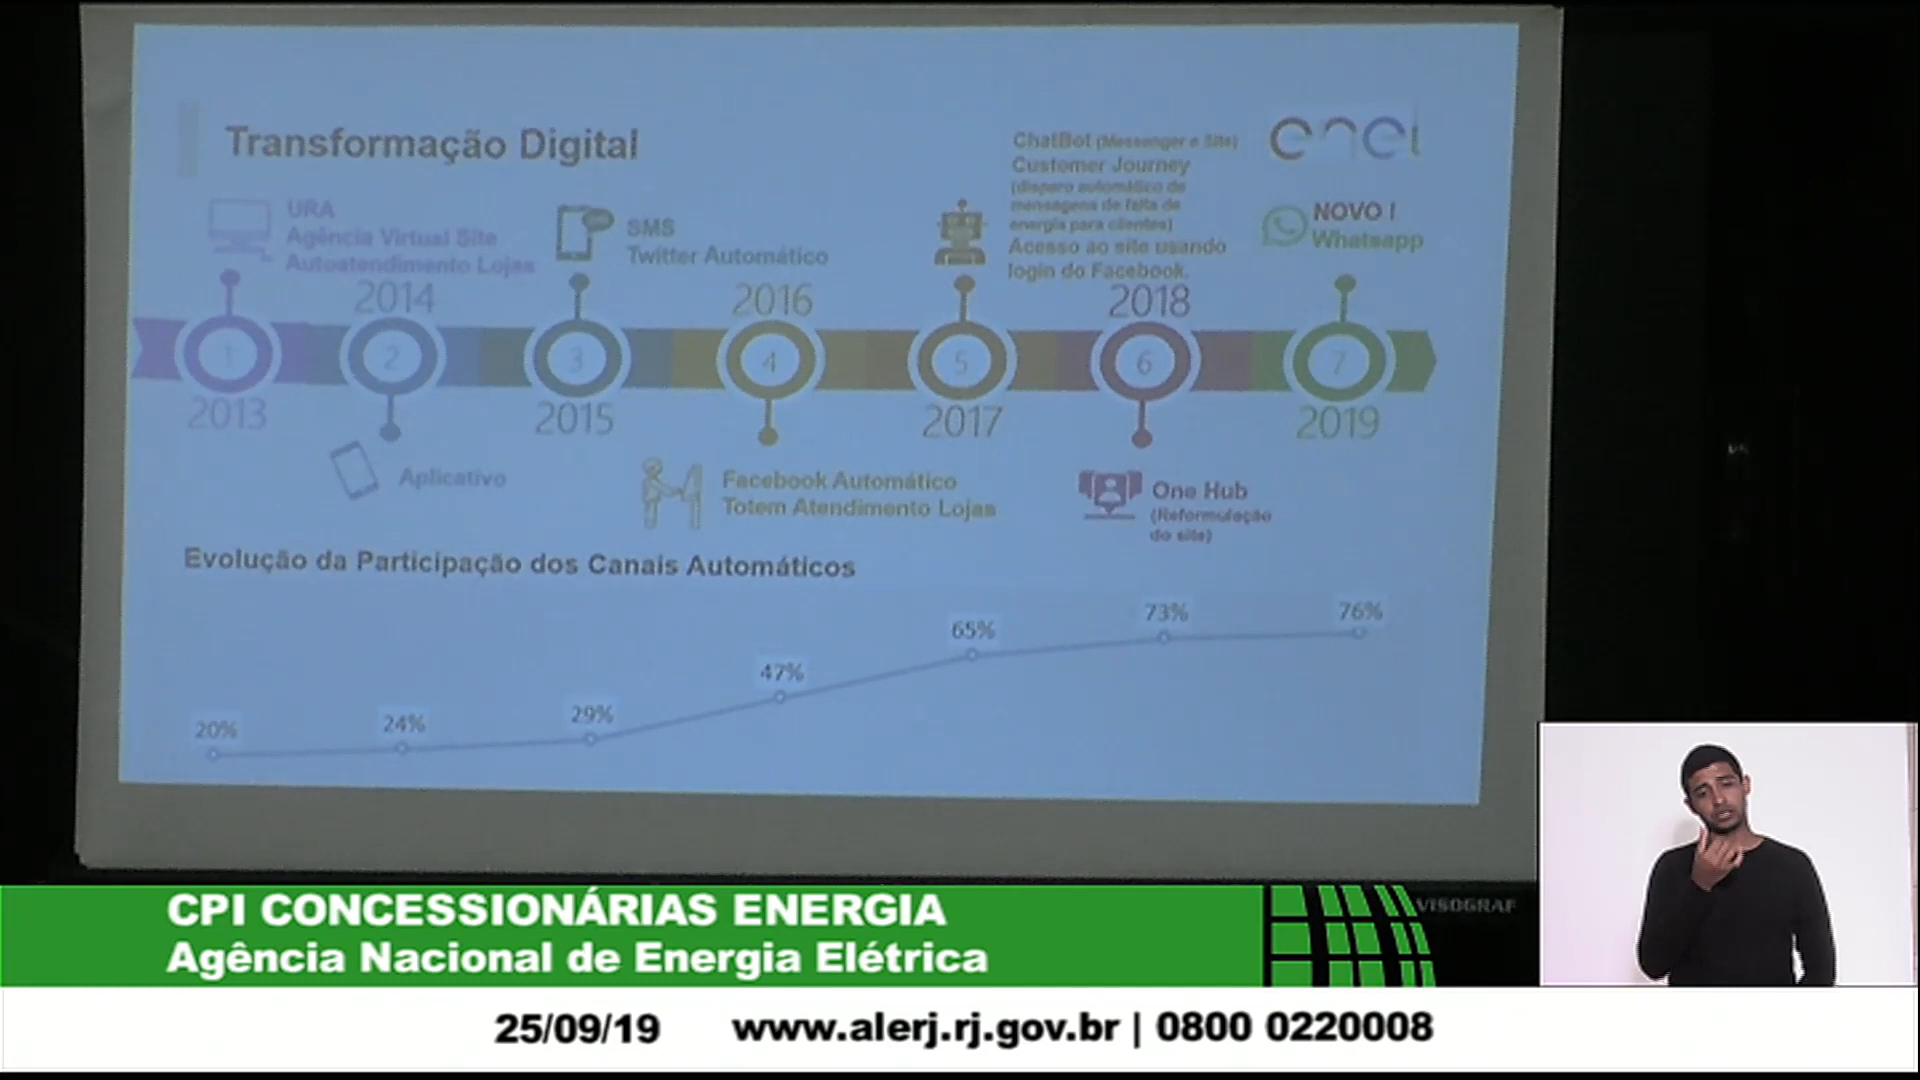 Transformação Digital
enel
URA
Agência Virtual Site
Autoatendimento Lojas
SMS
Twitter Automático
ChatBot (Messenger e Site)
Customer Journey
(disparo automático de
mensagens de falta de
energia para clientes)
Acesso ao site usando
login do Facebook.
NOVO !
Whatsapp
2014
2016
2018
1
2
3
4
5
6
7
2013
2015
2017
2019
Aplicativo
Facebook Automático
Totem Atendimento Lojas
One Hub
(Reformulação
do site)
Evolução da Participação dos Canais Automáticos
20%
24%
29%
47%
65%
73%
76%
CPI CONCESSIONÁRIAS ENERGIA
Agência Nacional de Energia Elétrica
VISOGRAF
25/09/19 www.alerj.rj.gov.br | 0800 0220008